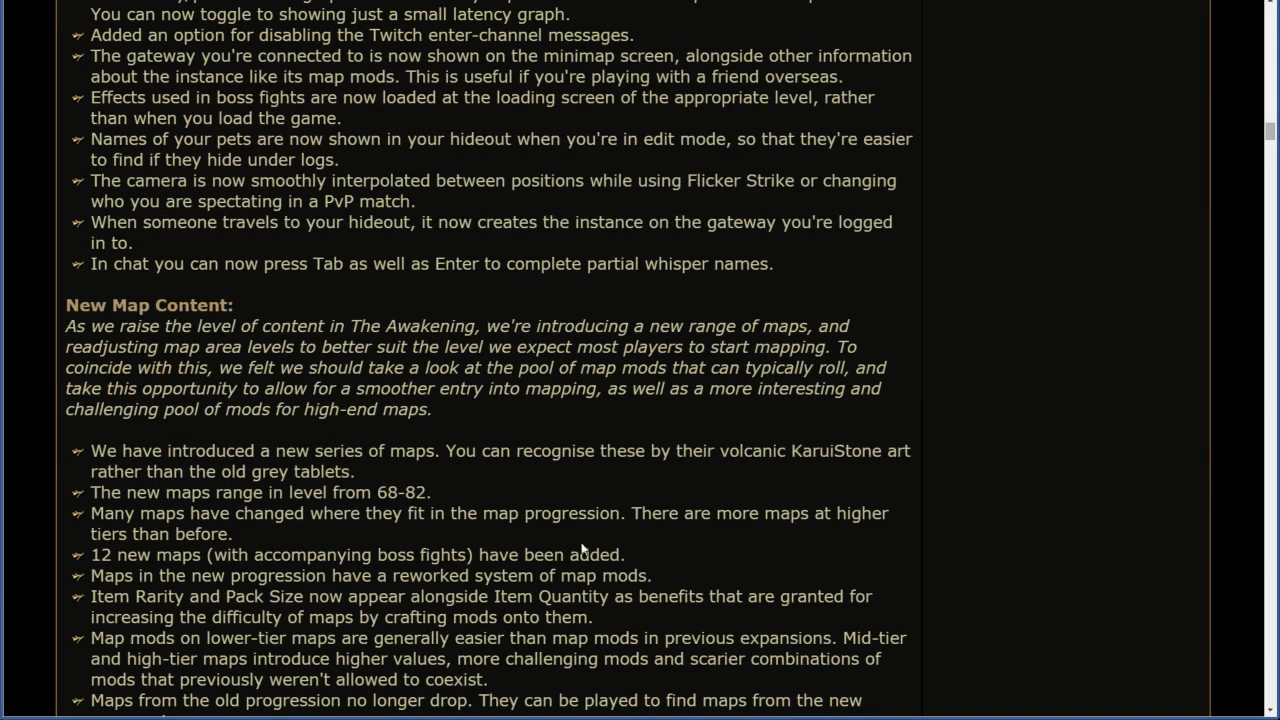 You can now toggle to showing just a small latency graph.
Added an option for disabling the Twitch enter-channel messages.
The gateway you're connected to is now shown on the minimap screen, alongside other information
about the instance like its map mods. This is useful if you're playing with a friend overseas.
Effects used in boss fights are now loaded at the loading screen of the appropriate level, rather
than when you load the game.
Names of your pets are now shown in your hideout when you're in edit mode, so that they're easier
to find if they hide under logs.
The camera is now smoothly interpolated between positions while using Flicker Strike or changing
who you are spectating in a PvP match.
When someone travels to your hideout, it now creates the instance on the gateway you're logged
in to.
In chat you can now press Tab as well as Enter to complete partial whisper names.
New Map Content:
As we raise the level of content in The Awakening, we're introducing a new range of maps, and
readjusting map area levels to better suit the level we expect most players to start mapping. To
coincide with this, we felt we should take a look at the pool of map mods that can typically roll, and
take this opportunity to allow for a smoother entry into mapping, as well as a more interesting and
challenging pool of mods for high-end maps.
We have introduced a new series of maps. You can recognise these by their volcanic KaruiStone art
rather than the old grey tablets.
The new maps range in level from 68-82.
Many maps have changed where they fit in the map progression. There are more maps at higher
tiers than before.
12 new maps (with accompanying boss fights) have been added.
Maps in the new progression have a reworked system of map mods.
Item Rarity and Pack Size now appear alongside Item Quantity as benefits that are granted for
increasing the difficulty of maps by crafting mods onto them.
Map mods on lower-tier maps are generally easier than map mods in previous expansions. Mid-tier
and high-tier maps introduce higher values, more challenging mods and scarier combinations of
mods that previously weren't allowed to coexist.
Maps from the old progression no longer drop. They can be played to find maps from the new